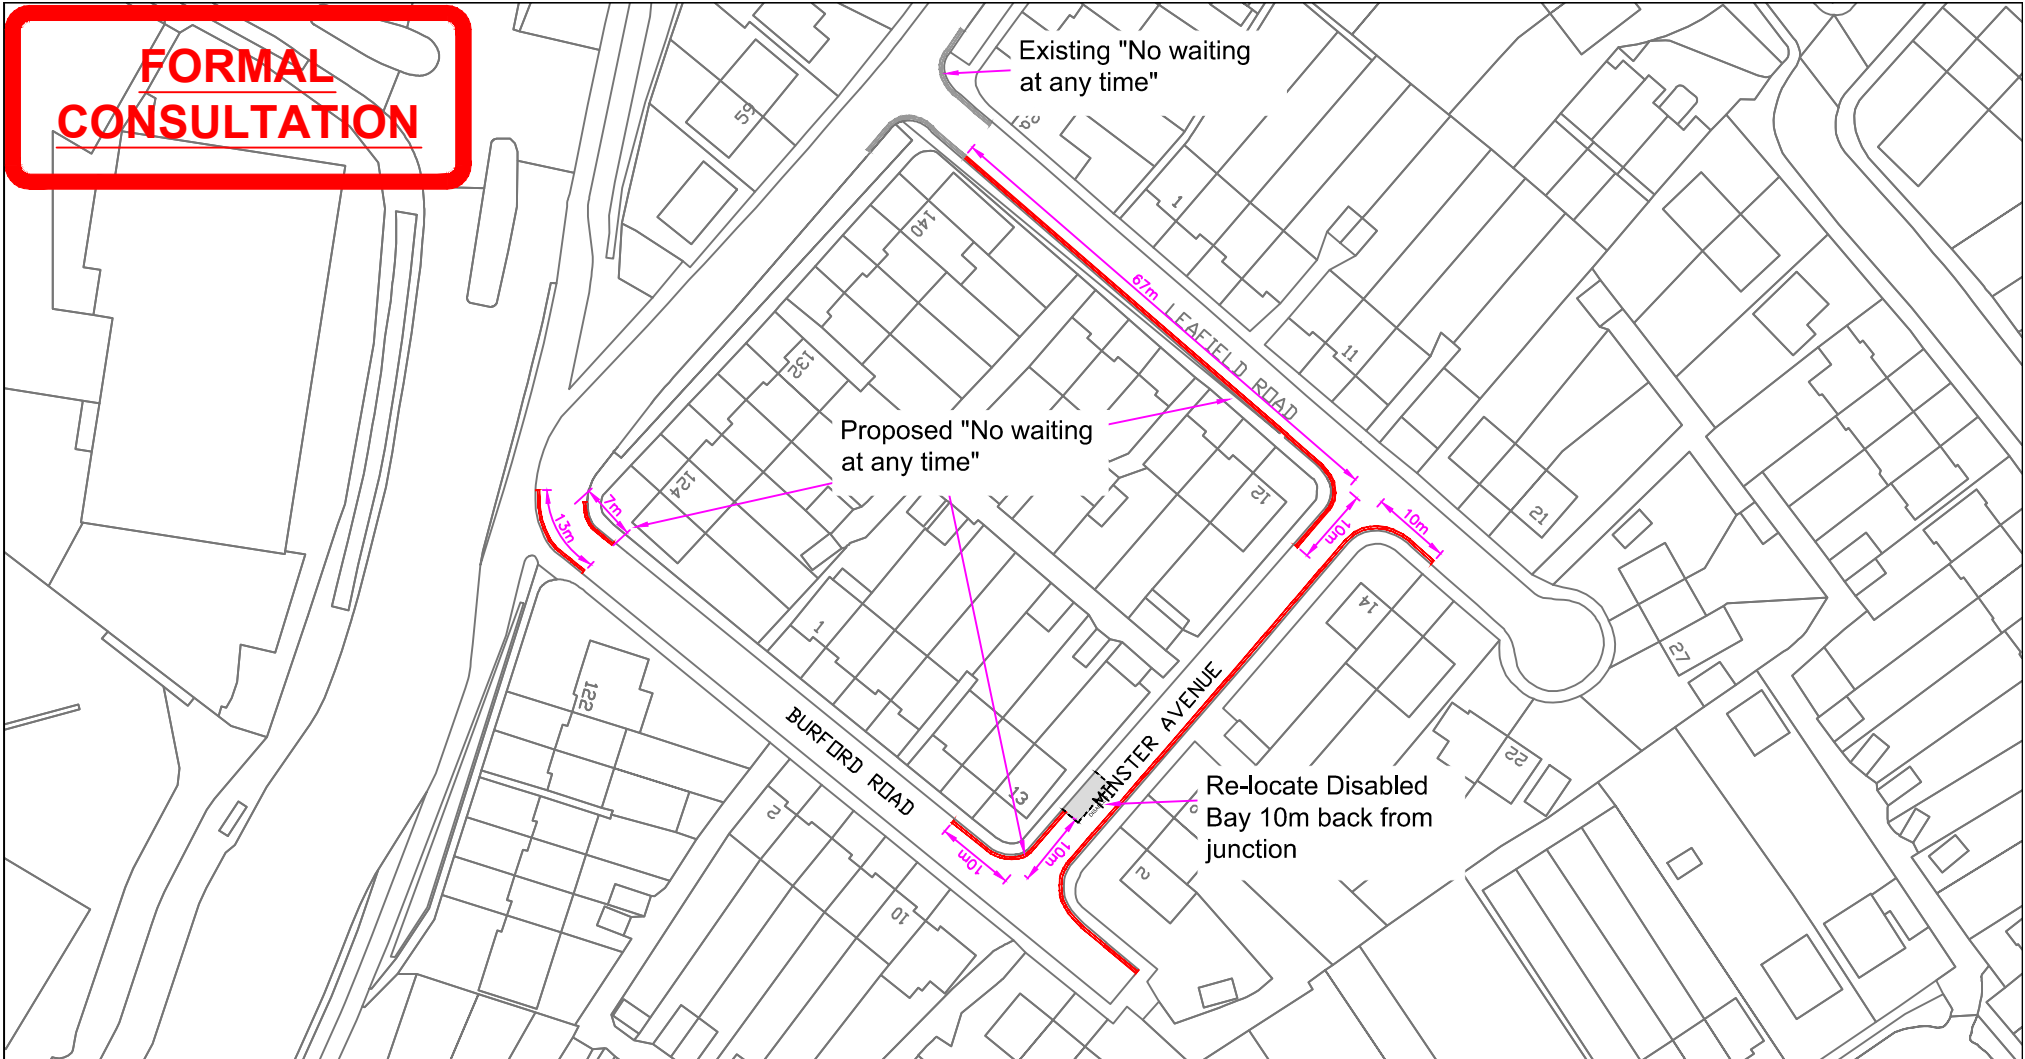 FORMAL
CONSULTATION
Existing "No waiting
at any time"
59
1
140
67m
LEAFIELD ROAD
11
132
Proposed "No waiting
at any time"
124
12
21
7m
13m
10m
10m
14
1
27
122
MINSTER AVENUE
BURFORD ROAD
22
13
Re-locate Disabled
Bay 10m back from
junction
2
10m
10m
2
10